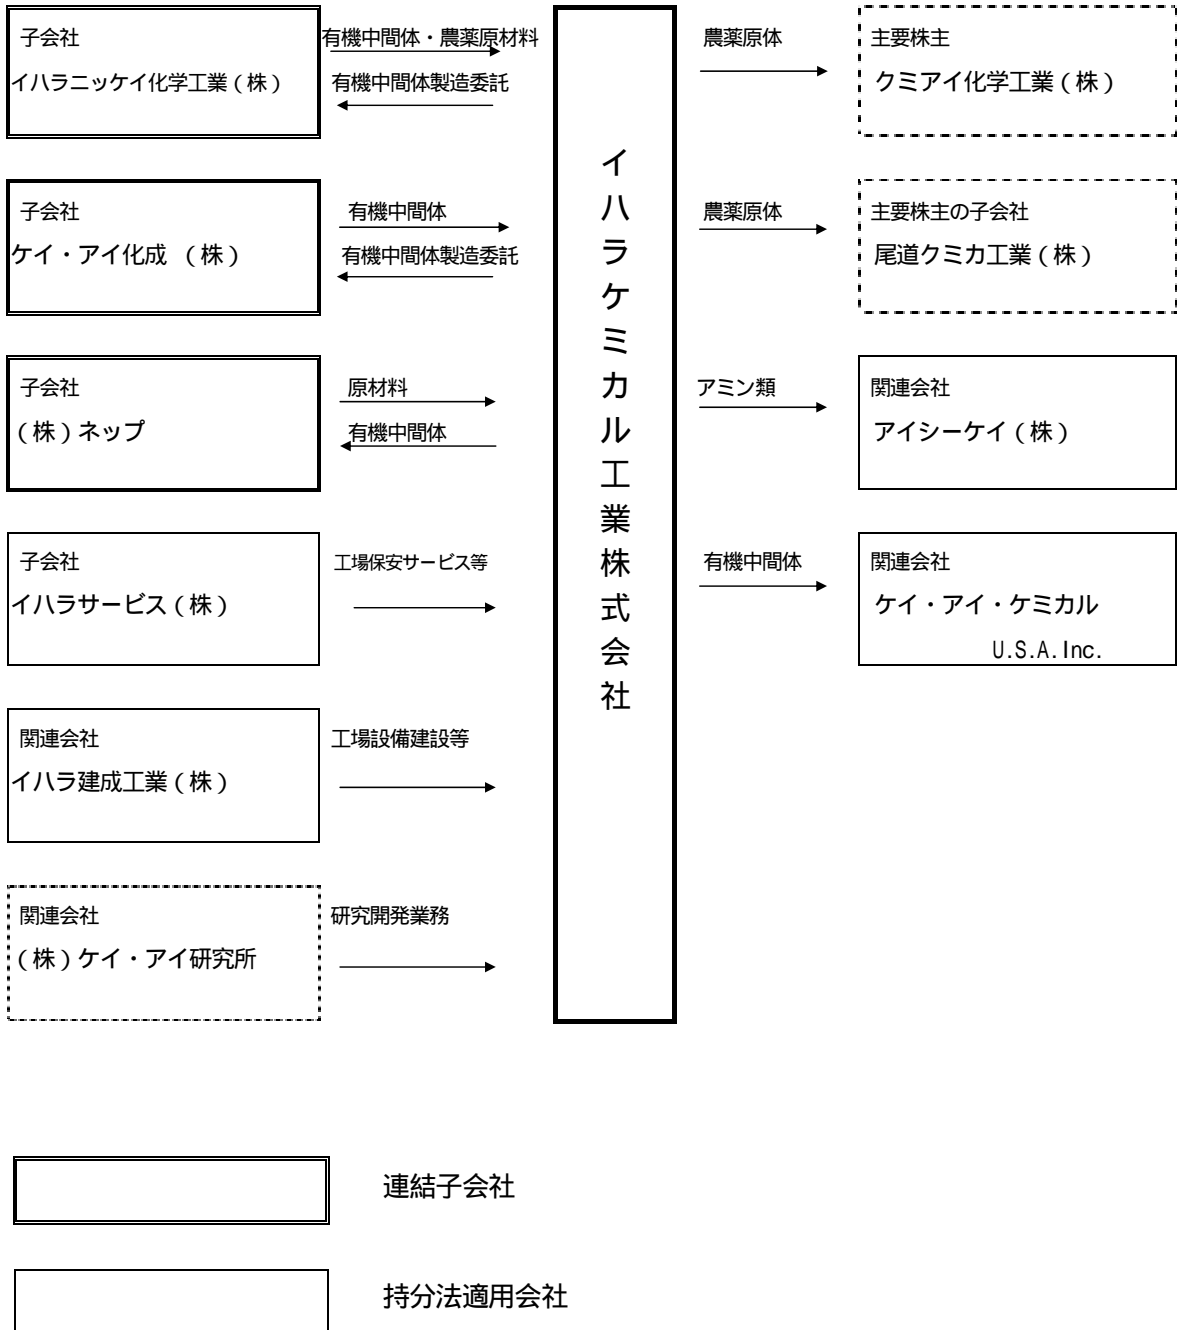 子会社
イハラニッケイ化学工業（株）
有機中間体・農薬原材料
有機中間体製造委託
子会社
ケイ・アイ化成 （株）
有機中間体
有機中間体製造委託
子会社
（株）ネップ
原材料
有機中間体
子会社
イハラサービス（株）
工場保安サービス等
関連会社
イハラ建成工業（株）
工場設備建設等
関連会社
（株）ケイ・アイ研究所
研究開発業務
イハラケミカル工業株式会社
農薬原体
主要株主
クミアイ化学工業（株）
農薬原体
主要株主の子会社
尾道クミカ工業（株）
アミン類
関連会社
アイシーケイ（株）
有機中間体
関連会社
ケイ・アイ・ケミカル
U.S.A.Inc.
連結子会社
持分法適用会社